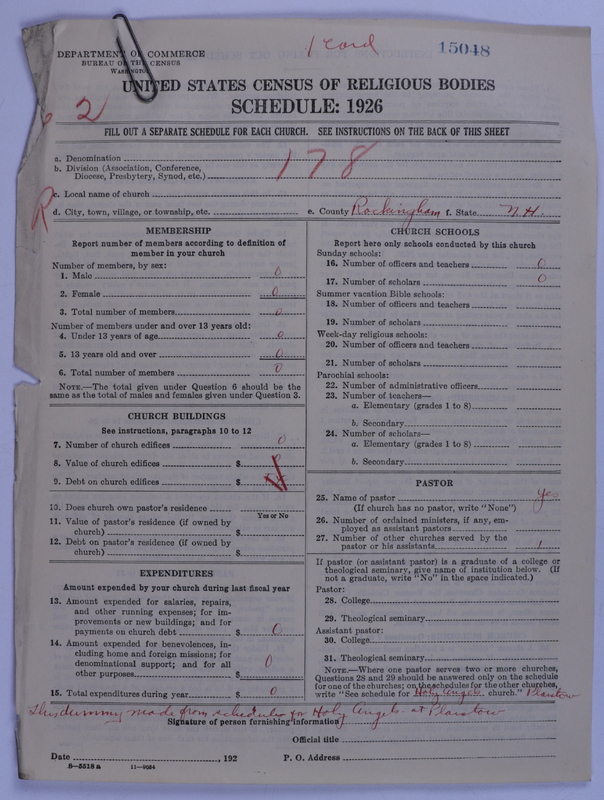 1 card
15048
DEPARTMENT OF COMMERCE
BUREAU OF THE CENSUS
WASHINGTON
UNITED STATES CENSUS OF RELIGIOUS BODIES
SCHEDULE: 1926
2
FILL OUT A SEPARATE SCHEDULE FOR EACH CHURCH. SEE INSTRUCTIONS ON THE BACK OF THIS SHEET
a. Denomination
b. Division (Association, Conference,
Diocese, Presbytery, Synod, etc.)
178
c. Local name of church
R
d. City, town, village, or township, etc. e. County Rockingham f. State N.H.
MEMBERSHIP
Report number of members according to definition of
member in your church
Number of members, by sex:
1. Male 0
2. Female 0
3. Total number of members 0
Number of members under and over 13 years old:
4. Under 13 years of age 0
5. 13 years old and over 0
6. Total number of members 0
NOTE.—The total given under Question 6 should be the
same as the total of males and females given under Question 3.
CHURCH BUILDINGS
See instructions, paragraphs 10 to 12
7. Number of church edifices 0
8. Value of church edifices $
9. Debt on church edifices $
10. Does church own pastor's residence
Yes or No
11. Value of pastor's residence (if owned by
church) $
12. Debt on pastor's residence (if owned by
church) $
EXPENDITURES
Amount expended by your church during last fiscal year
13. Amount expended for salaries, repairs,
and other running expenses; for im-
provements or new buildings; and for
payments on church debt $ 0
14. Amount expended for benevolences, in-
cluding home and foreign missions; for
denominational support; and for all
other purposes $ 0
15. Total expenditures during year $ 0
CHURCH SCHOOLS
Report here only schools conducted by this church
Sunday schools:
16. Number of officers and teachers 0
17. Number of scholars 0
Summer vacation Bible schools:
18. Number of officers and teachers
19. Number of scholars
Week-day religious schools:
20. Number of officers and teachers
21. Number of scholars
Parochial schools:
22. Number of administrative officers
23. Number of teachers—
a. Elementary (grades 1 to 8)
b. Secondary
24. Number of scholars—
a. Elementary (grades 1 to 8)
b. Secondary
PASTOR
25. Name of pastor Yes
(If church has no pastor, write "None")
26. Number of ordained ministers, if any, em-
ployed as assistant pastors
27. Number of other churches served by the
pastor or his assistants 1
If pastor (or assistant pastor) is a graduate of a college or
theological seminary, give name of institution below. (If
not a graduate, write "No" in the space indicated.)
Pastor:
28. College
29. Theological seminary
Assistant pastor:
30. College
31. Theological seminary
NOTE.—Where one pastor serves two or more churches,
Questions 28 and 29 should be answered only on the schedule
for one of the churches; on the schedules for the other churches,
write "See schedule for Holy Angels church." Plaistow
This dummy made from schedule for Holy Angels at Plaistow
Signature of person furnishing information
Official title
Date , 192 P. O. Address
8—5518 a 11—9054